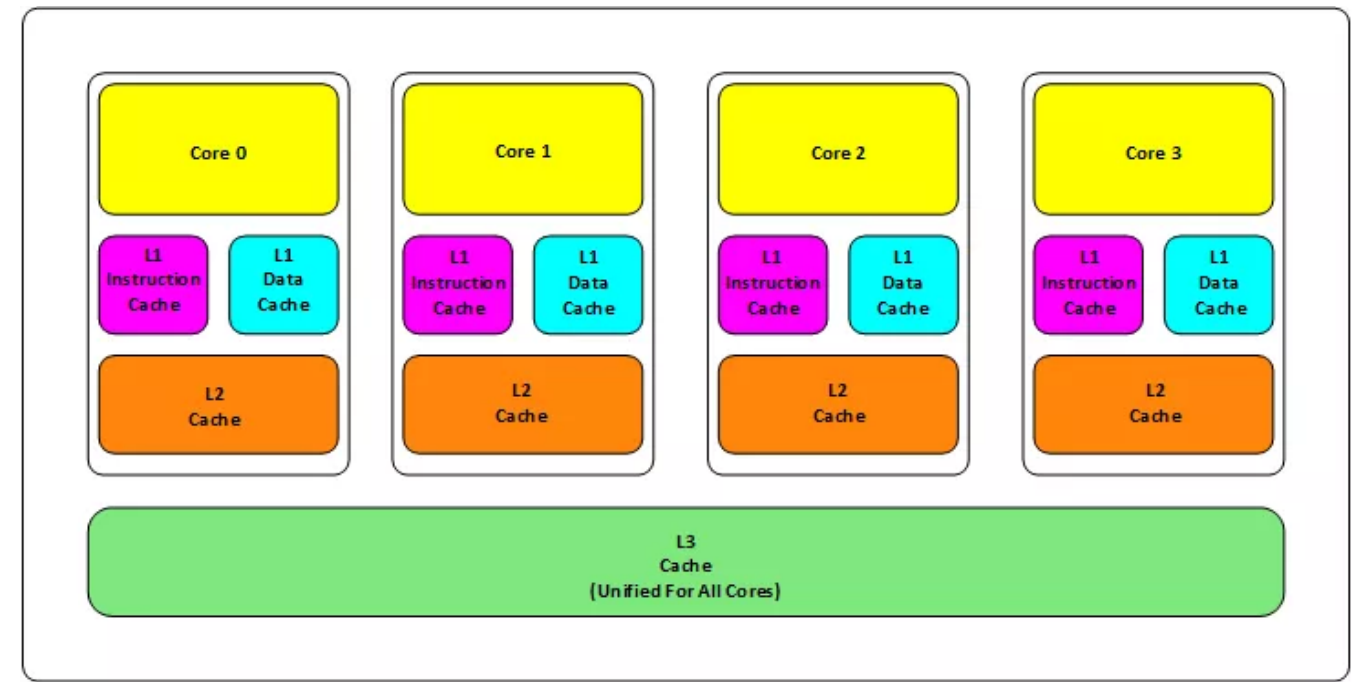 Core 0
Core 1
Core 2
Core 3
L1
Instruction
Cache
L1
Data
Cache
L1
Instruction
Cache
L1
Data
Cache
L1
Instruction
Cache
L1
Data
Cache
L1
Instruction
Cache
L1
Data
Cache
L2
Cache
L2
Cache
L2
Cache
L2
Cache
L3
Cache
(Unified For All Cores)